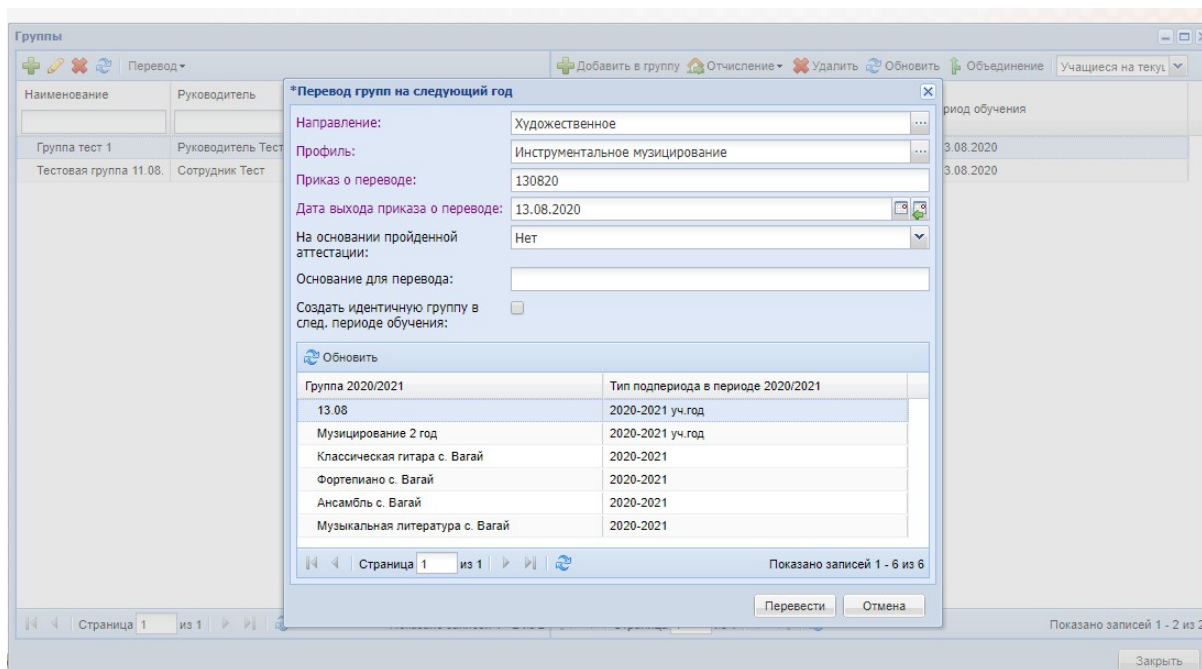 Группы
Перевод
Добавить в группу Отчисление Удалить Обновить Объединение Учащиеся на текущ
Наименование Руководитель
риод обучения
Группа тест 1 Руководитель Тест 3.08.2020
Тестовая группа 11.08. Сотрудник Тест 3.08.2020
*Перевод групп на следующий год
Направление: Художественное
Профиль: Инструментальное музицирование
Приказ о переводе: 130820
Дата выхода приказа о переводе: 13.08.2020
На основании пройденной Нет
аттестации:
Основание для перевода:
Создать идентичную группу в
след. периоде обучения:
Обновить
Группа 2020/2021 Тип подпериода в периоде 2020/2021
13.08 2020-2021 уч.год
Музицирование 2 год 2020-2021 уч.год
Классическая гитара с. Вагай 2020-2021
Фортепиано с. Вагай 2020-2021
Ансамбль с. Вагай 2020-2021
Музыкальная литература с. Вагай 2020-2021
Страница 1 из 1 Показано записей 1 - 6 из 6
Перевести Отмена
Страница 1 из 1 Показано записей 1 - 2 из 2
Закрыть